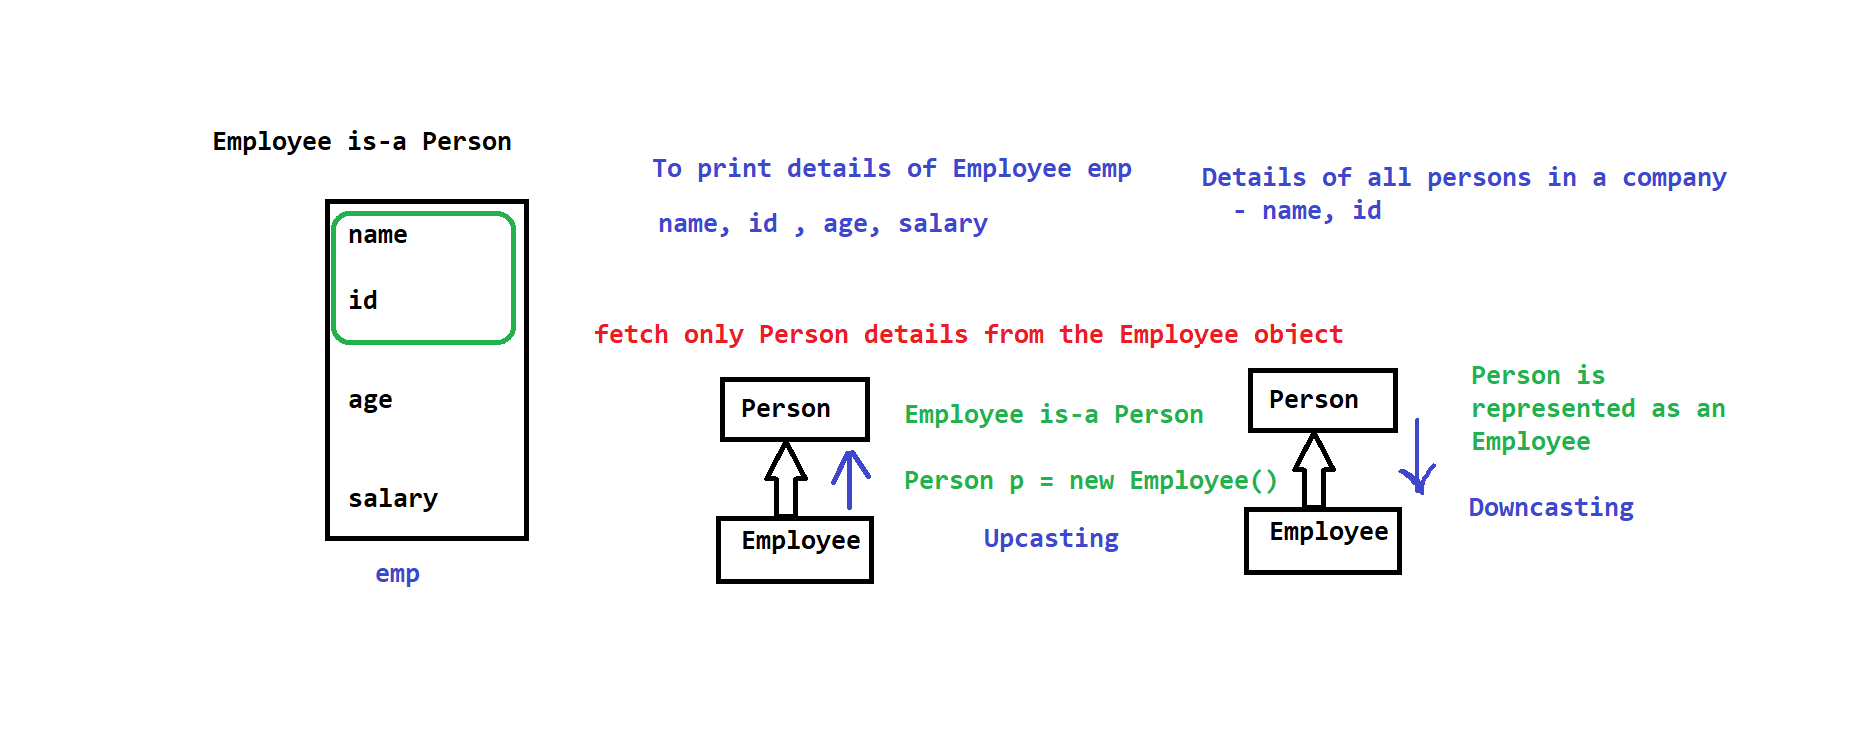 Employee is-a Person
name
id
age
salary
emp
To print details of Employee emp
name, id , age, salary
Details of all persons in a company
- name, id
fetch only Person details from the Employee object
Person
Employee
Employee is-a Person
Person p = new Employee()
Upcasting
Person
Employee
Person is
represented as an
Employee
Downcasting